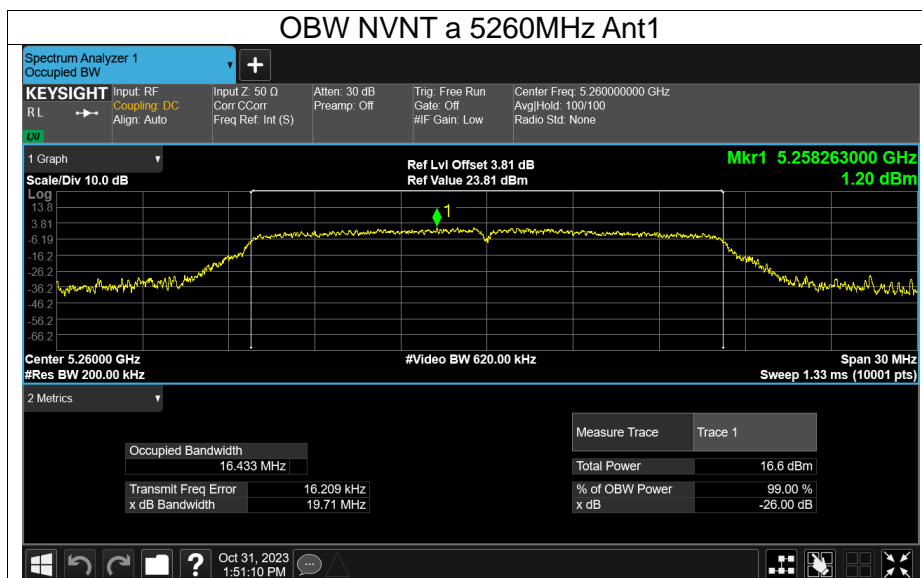 OBW NVNT a 5260MHz Ant1
Spectrum Analyzer 1
Occupied BW
+
KEYSIGHT
R L
LXI
Input: RF
Coupling: DC
Align: Auto
Input Z: 50 Ω
Corr CCorr
Freq Ref: Int (S)
Atten: 30 dB
Preamp: Off
Trig: Free Run
Gate: Off
#IF Gain: Low
Center Freq: 5.260000000 GHz
Avg|Hold: 100/100
Radio Std: None
1 Graph
Scale/Div 10.0 dB
Ref Lvl Offset 3.81 dB
Ref Value 23.81 dBm
Mkr1 5.258263000 GHz
1.20 dBm
Log
13.8
3.81
-6.19
-16.2
-26.2
-36.2
-46.2
-56.2
-66.2
1
Center 5.26000 GHz
#Res BW 200.00 kHz
#Video BW 620.00 kHz
Span 30 MHz
Sweep 1.33 ms (10001 pts)
2 Metrics
Occupied Bandwidth
16.433 MHz
Transmit Freq Error 16.209 kHz
x dB Bandwidth 19.71 MHz
Measure Trace Trace 1
Total Power 16.6 dBm
% of OBW Power 99.00 %
x dB -26.00 dB
?
Oct 31, 2023
1:51:10 PM